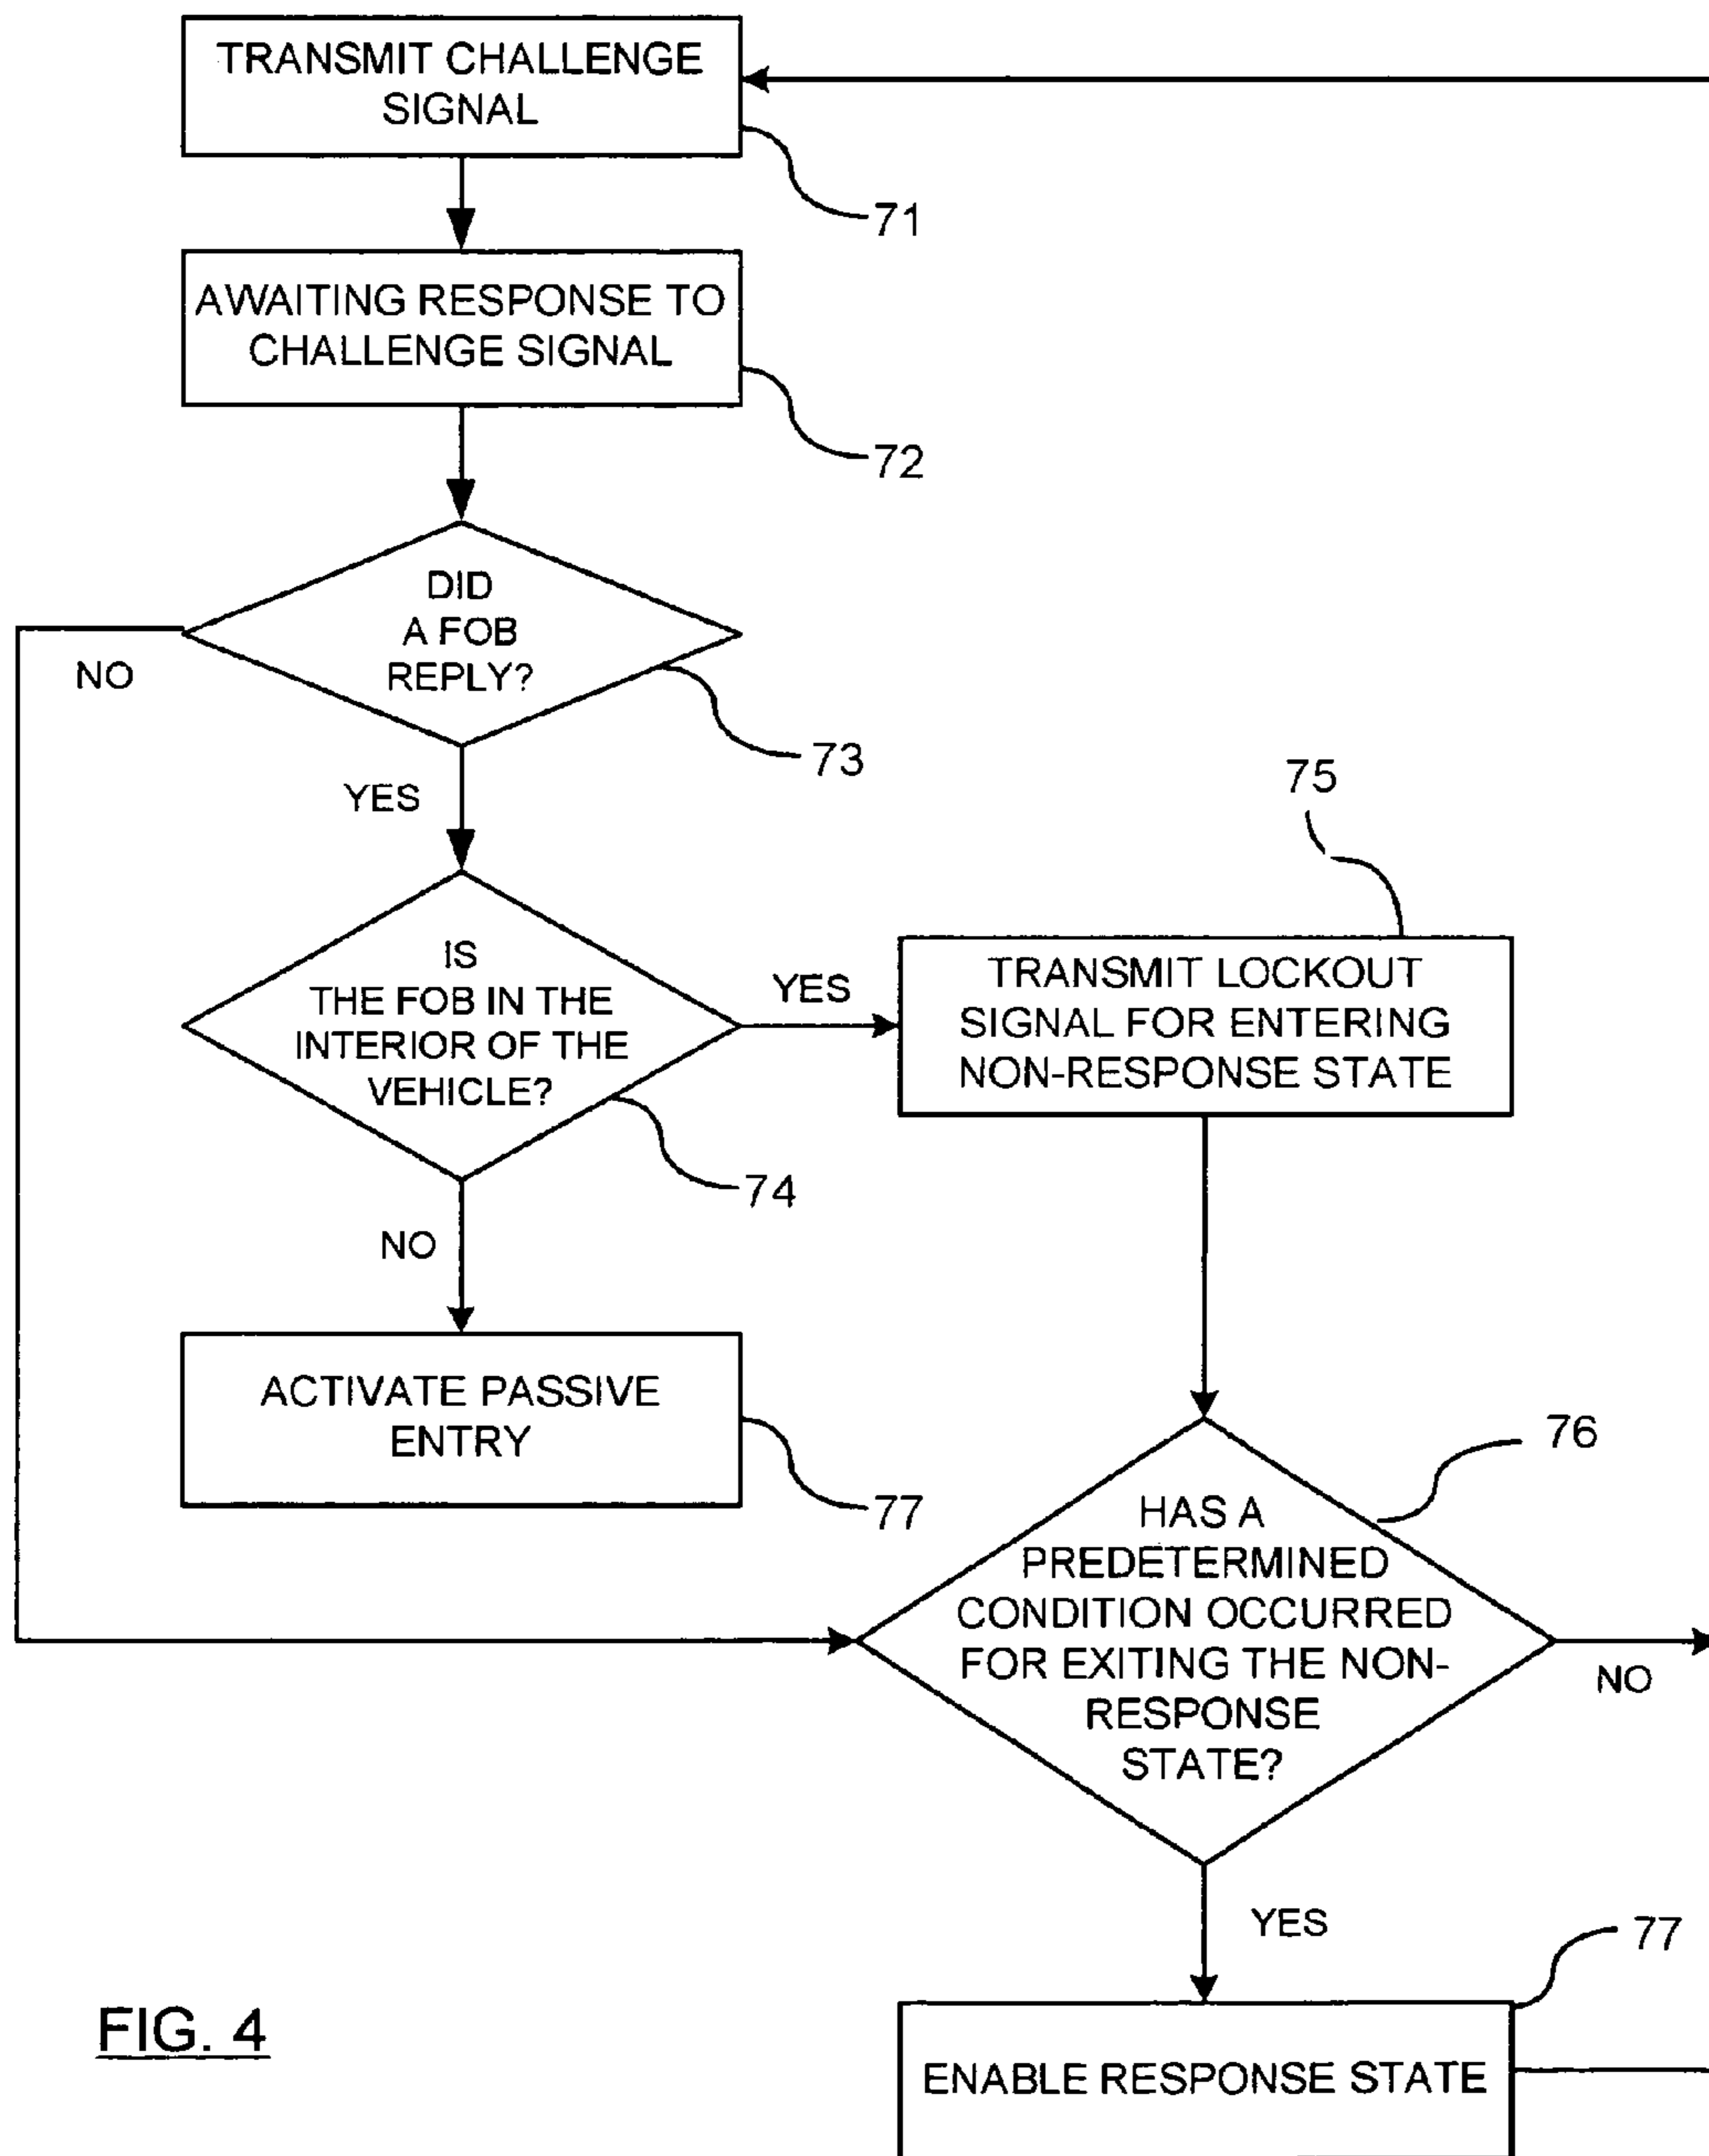 TRANSMIT CHALLENGE
SIGNAL
71
AWAITING RESPONSE TO
CHALLENGE SIGNAL
72
DID
A FOB
REPLY?
NO
73
YES
75
IS
THE FOB IN THE
INTERIOR OF THE
VEHICLE?
YES
TRANSMIT LOCKOUT
SIGNAL FOR ENTERING
NON-RESPONSE STATE
74
NO
ACTIVATE PASSIVE
ENTRY
77
76
HAS A
PREDETERMINED
CONDITION OCCURRED
FOR EXITING THE NON-
RESPONSE
STATE?
NO
YES
77
ENABLE RESPONSE STATE
FIG. 4